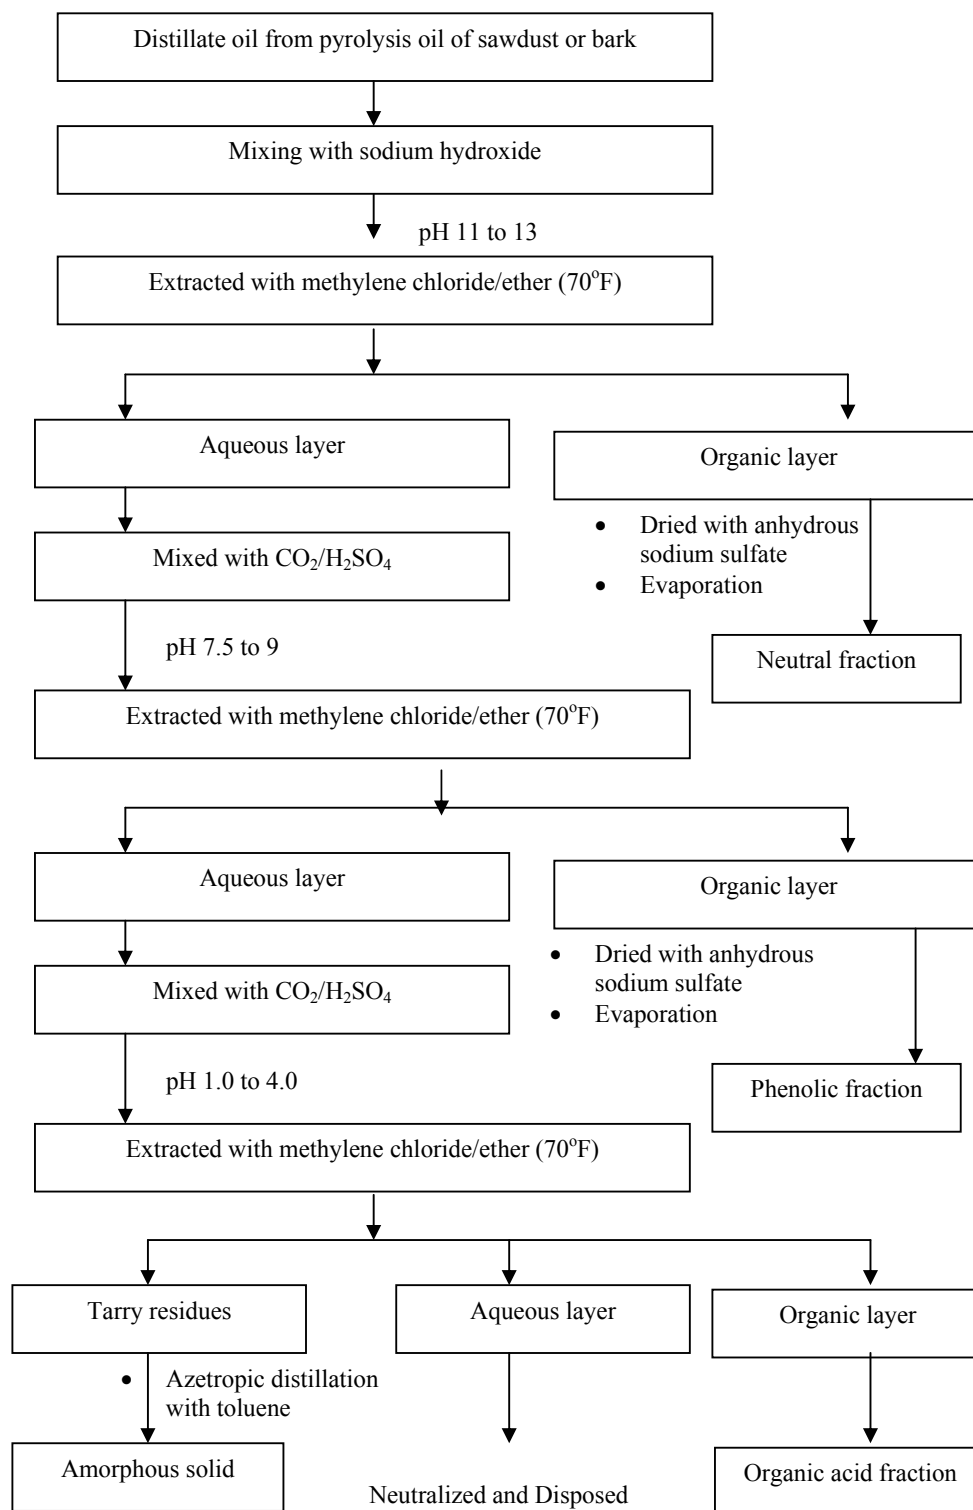 Distillate oil from pyrolysis oil of sawdust or bark
Mixing with sodium hydroxide
pH 11 to 13
Extracted with methylene chloride/ether (70°F)
Aqueous layer
Organic layer
• Dried with anhydrous
sodium sulfate
• Evaporation
Mixed with CO₂/H₂SO₄
pH 7.5 to 9
Neutral fraction
Extracted with methylene chloride/ether (70°F)
Aqueous layer
Organic layer
• Dried with anhydrous
sodium sulfate
• Evaporation
Mixed with CO₂/H₂SO₄
pH 1.0 to 4.0
Phenolic fraction
Extracted with methylene chloride/ether (70°F)
Tarry residues
Aqueous layer
Organic layer
• Azetropic distillation
with toluene
Amorphous solid
Neutralized and Disposed
Organic acid fraction